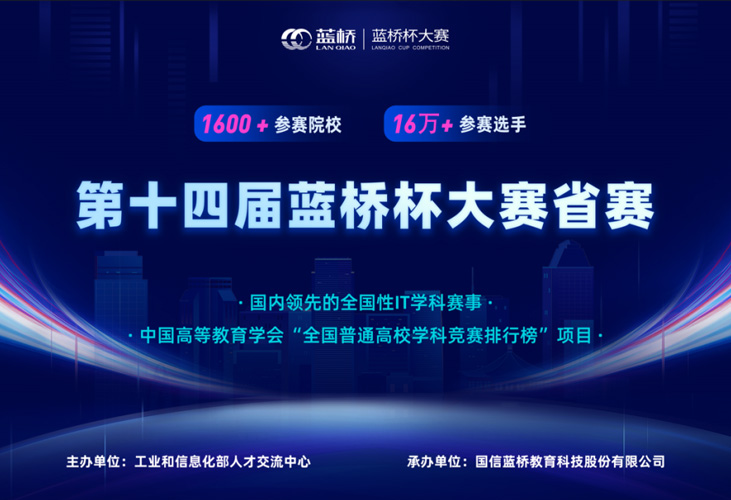 蓝桥 LAN QIAO 蓝桥杯大赛 LANQIAO CUP COMPETITION
1600+ 参赛院校 16万+ 参赛选手
第十四届蓝桥杯大赛省赛
· 国内领先的全国性IT学科赛事 ·
· 中国高等教育学会“全国普通高校学科竞赛排行榜”项目 ·
主办单位：工业和信息化部人才交流中心 承办单位：国信蓝桥教育科技股份有限公司